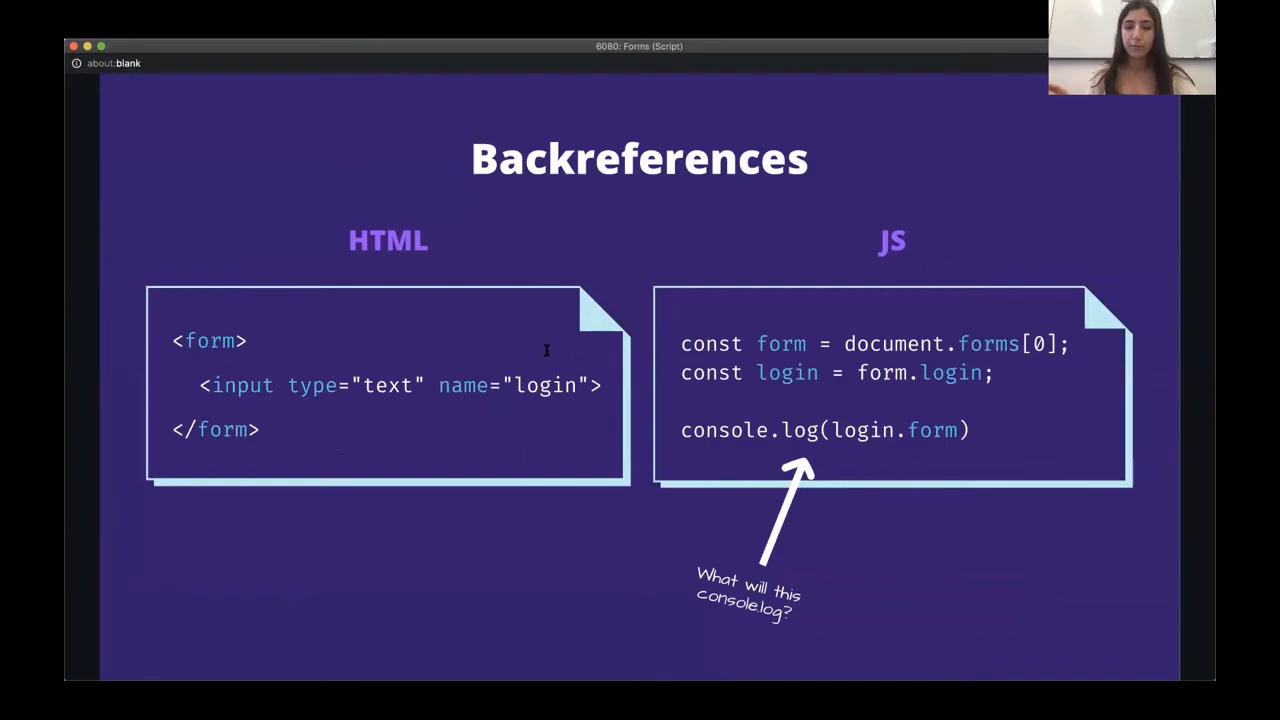 6080: Forms (Script)
about:blank
Backreferences
HTML
JS
<form>
<input type="text" name="login">
</form>
const form = document.forms[0];
const login = form.login;
console.log(login.form)
What will this
console.log?